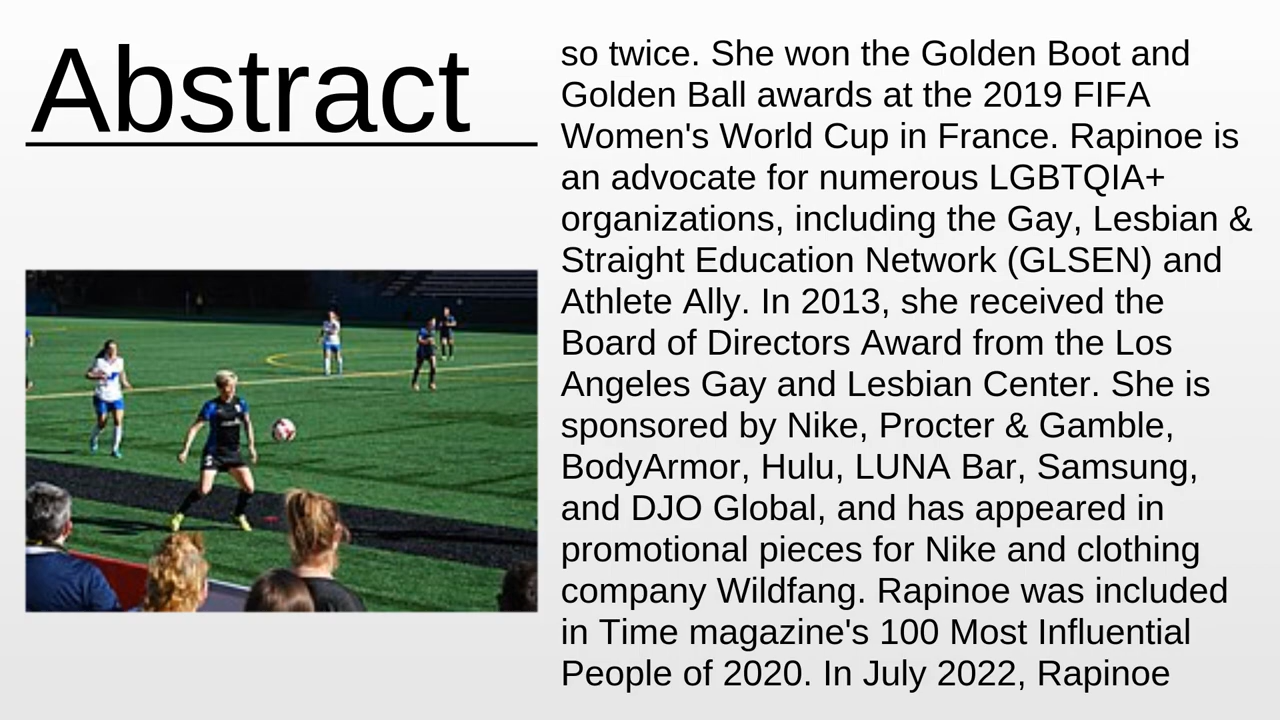 Abstract
so twice. She won the Golden Boot and
Golden Ball awards at the 2019 FIFA
Women's World Cup in France. Rapinoe is
an advocate for numerous LGBTQIA+
organizations, including the Gay, Lesbian &
Straight Education Network (GLSEN) and
Athlete Ally. In 2013, she received the
Board of Directors Award from the Los
Angeles Gay and Lesbian Center. She is
sponsored by Nike, Procter & Gamble,
BodyArmor, Hulu, LUNA Bar, Samsung,
and DJO Global, and has appeared in
promotional pieces for Nike and clothing
company Wildfang. Rapinoe was included
in Time magazine's 100 Most Influential
People of 2020. In July 2022, Rapinoe